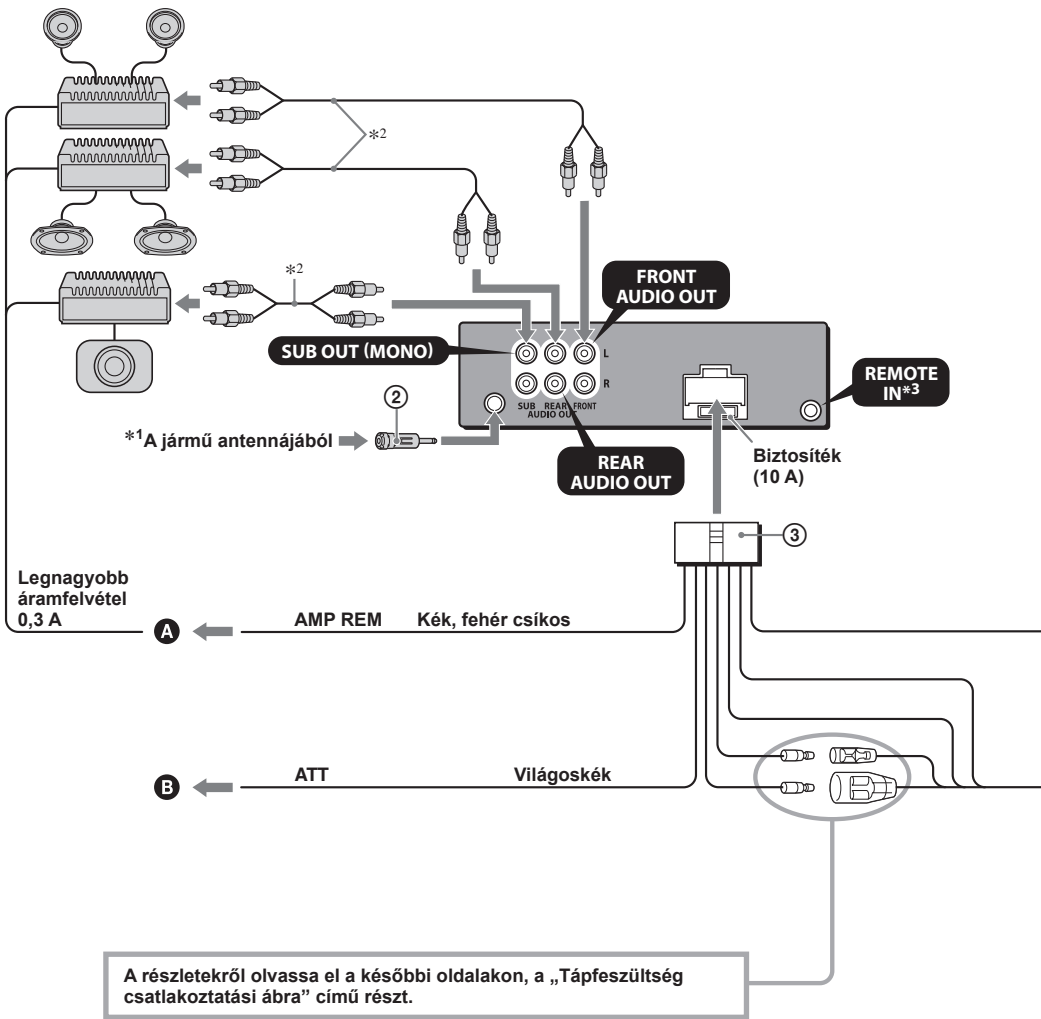 *2
*2
FRONT
AUDIO OUT
SUB OUT (MONO)
L
R
SUB REAR FRONT
AUDIO OUT
REMOTE
IN*3
②
*1A jármű antennájából
REAR
AUDIO OUT
Biztosíték
(10 A)
③
Legnagyobb
áramfelvétel
0,3 A
A
AMP REM Kék, fehér csíkos
B
ATT Világoskék
A részletekről olvassa el a későbbi oldalakon, a „Tápfeszültség
csatlakoztatási ábra” című részt.